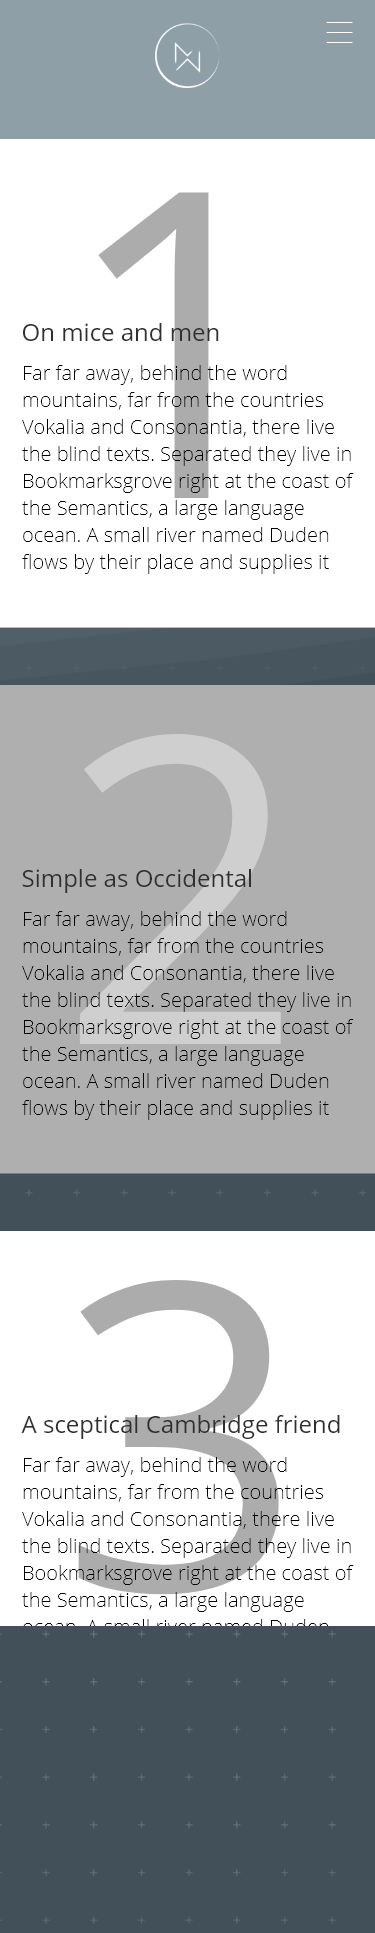 1
On mice and men
Far far away, behind the word
mountains, far from the countries
Vokalia and Consonantia, there live
the blind texts. Separated they live in
Bookmarksgrove right at the coast of
the Semantics, a large language
ocean. A small river named Duden
flows by their place and supplies it
2
Simple as Occidental
Far far away, behind the word
mountains, far from the countries
Vokalia and Consonantia, there live
the blind texts. Separated they live in
Bookmarksgrove right at the coast of
the Semantics, a large language
ocean. A small river named Duden
flows by their place and supplies it
3
A sceptical Cambridge friend
Far far away, behind the word
mountains, far from the countries
Vokalia and Consonantia, there live
the blind texts. Separated they live in
Bookmarksgrove right at the coast of
the Semantics, a large language
ocean. A small river named Duden